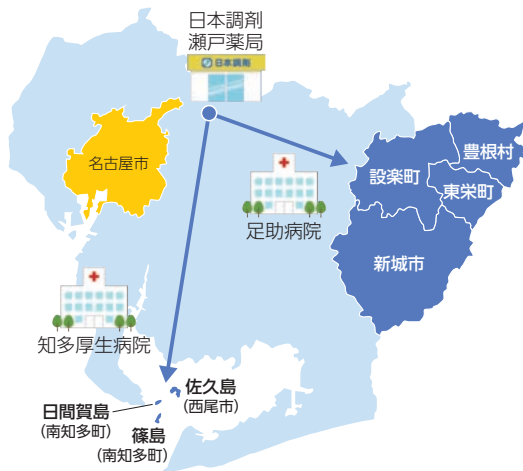 日本調剤
瀬戸薬局
日本調剤
名古屋市
豊根村
設楽町
東栄町
足助病院
新城市
知多厚生病院
佐久島
(西尾市)
日間賀島
(南知多町)
篠島
(南知多町)